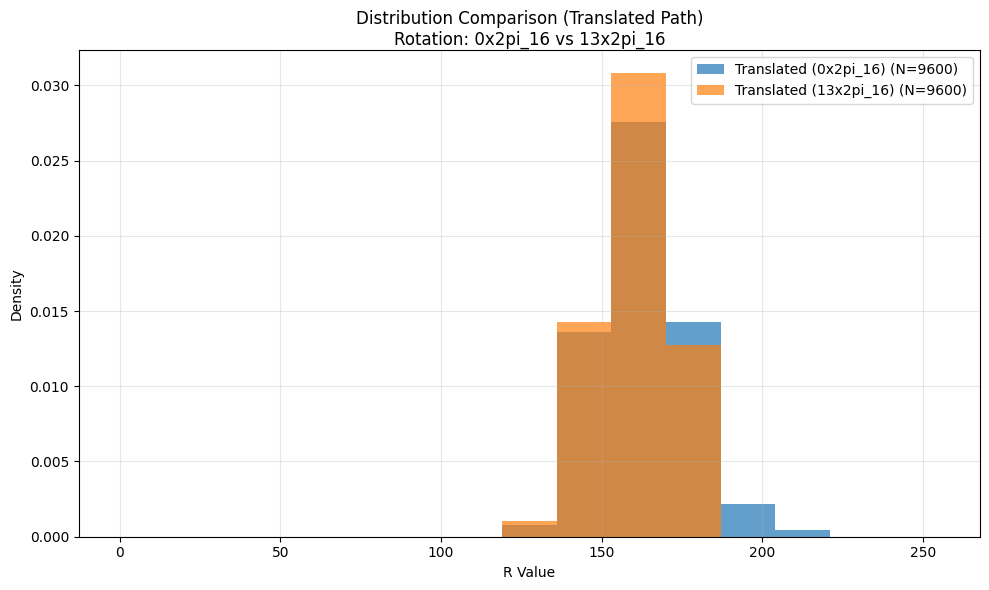 Distribution Comparison (Translated Path)
Rotation: 0x2pi_16 vs 13x2pi_16
Translated (0x2pi_16) (N=9600)
Translated (13x2pi_16) (N=9600)
Density
0.030
0.025
0.020
0.015
0.010
0.005
0.000
0 50 100 150 200 250
R Value